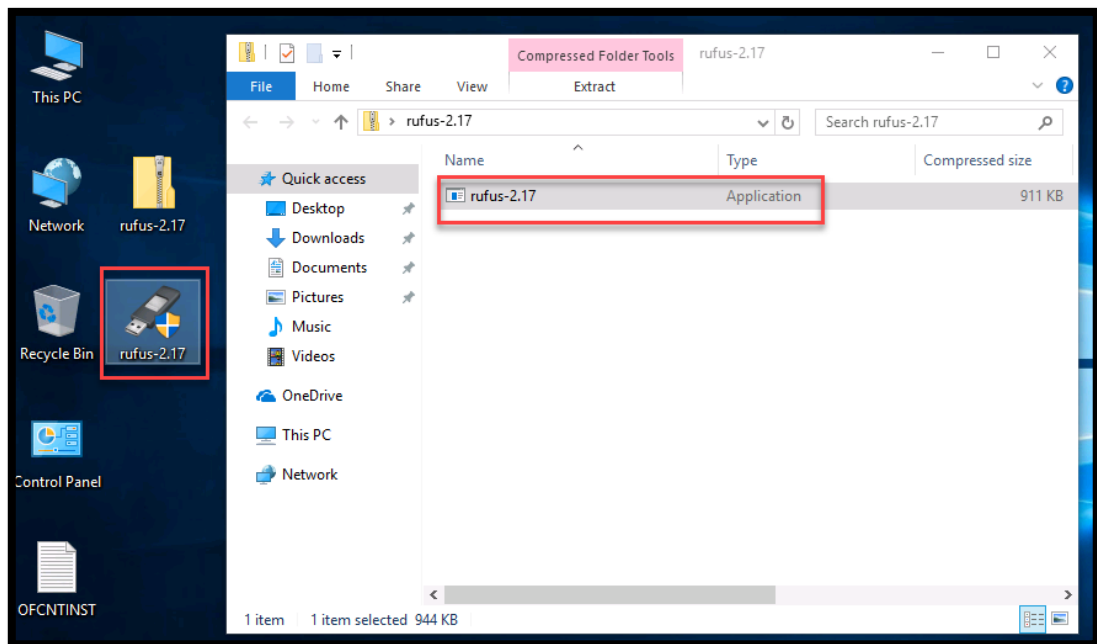 This PC
Network
rufus-2.17
Recycle Bin
rufus-2.17
Control Panel
OFCNTINST
Compressed Folder Tools
rufus-2.17
File
Home
Share
View
Extract
rufus-2.17
Search rufus-2.17
Name
Type
Compressed size
rufus-2.17
Application
911 KB
Quick access
Desktop
Downloads
Documents
Pictures
Music
Videos
OneDrive
This PC
Network
1 item
1 item selected 944 KB